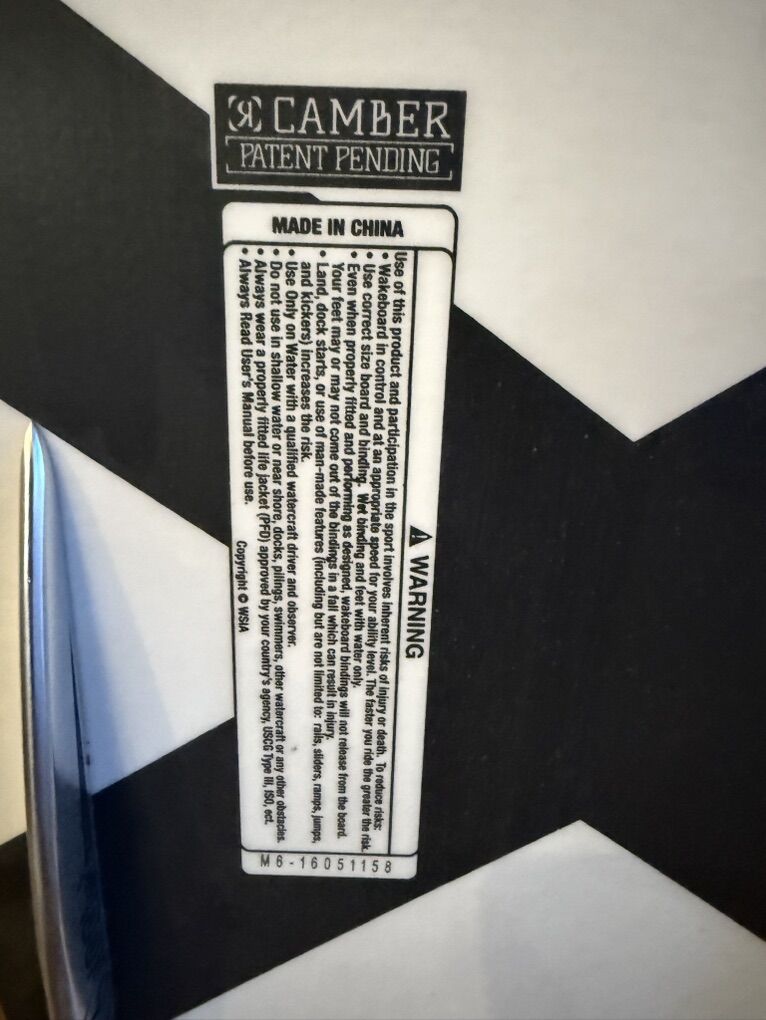 CAMBER
PATENT PENDING
MADE IN CHINA
WARNING
Use of this product and participation in the sport involves inherent risks of injury or death. To reduce risks:
• Wakeboard in control and at an appropriate speed for your ability level. The faster you ride the greater the risk.
• Use correct size board and binding. Wet binding and feet with water only.
• Even when properly fitted and performing as designed, wakeboard bindings will not release from the board.
Your feet may or may not come out of the bindings in a fall which can result in injury.
• Land, dock starts, or use of man-made features (including but are not limited to: rails, sliders, ramps, jumps,
and kickers) increases the risk.
• Use Only on Water with a qualified watercraft driver and observer.
• Do not use in shallow water or near shore, docks, pilings, swimmers, other watercraft or any other obstacles.
• Always wear a properly fitted life jacket (PFD) approved by your country's agency, USCG Type III, ISO, ect.
• Always Read User's Manual before use.
Copyright © WSIA
M6-16051158